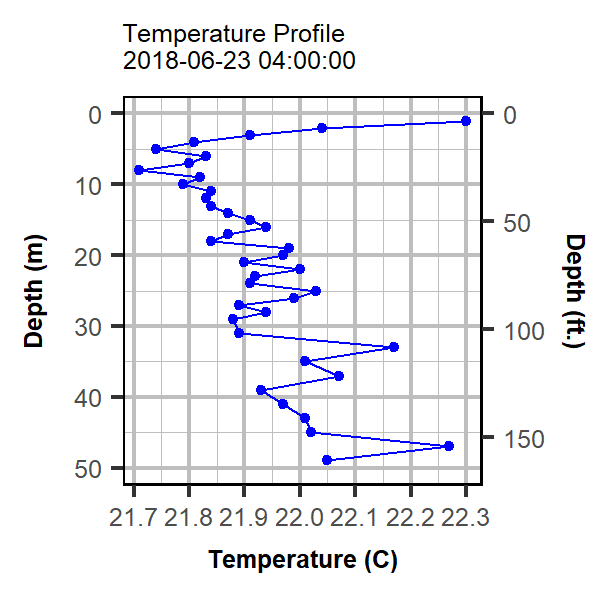 Temperature Profile
2018-06-23 04:00:00
0
10
20
30
40
50
Depth (m)
0
50
100
150
Depth (ft.)
21.7 21.8 21.9 22.0 22.1 22.2 22.3
Temperature (C)